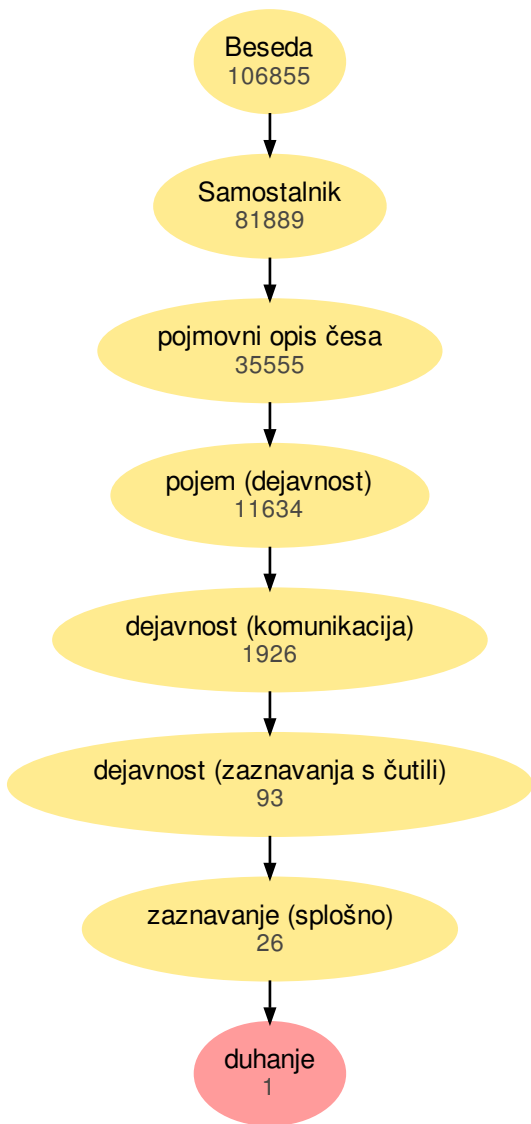 Beseda
106855
Samostalnik
81889
pojmovni opis česa
35555
pojem (dejavnost)
11634
dejavnost (komunikacija)
1926
dejavnost (zaznavanja s čutili)
93
zaznavanje (splošno)
26
duhanje
1